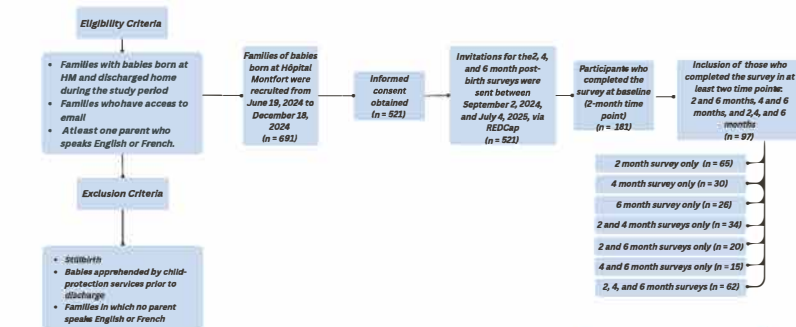 Eligibility Criteria
• Families with babies born at
HM and discharged home
during the study period
• Families who have access to
email
• At least one parent who
speaks English or French.
Exclusion Criteria
• Stillbirth
• Babies apprehended by child-
protection services prior to
discharge
• Families in which no parent
speaks English or French
Families of babies
born at Hôpital
Montfort were
recruited from
June 19, 2024 to
December 18,
2024
(n = 691)
Informed
consent
obtained
(n = 521)
Invitations for the 2, 4,
and 6 month post-
birth surveys were
sent between
September 2, 2024,
and July 4, 2025, via
REDCap
(n = 521)
Participants who
completed the
survey at baseline
(2-month time
point)
(n = 181)
Inclusion of those who
completed the survey in at
least two time points:
2 and 6 months, 4 and 6
months, and 2,4, and 6
months
(n = 97)
2 month survey only (n = 65)
4 month survey only (n = 30)
6 month survey only (n = 26)
2 and 4 month surveys only (n = 34)
2 and 6 month surveys only (n = 20)
4 and 6 month surveys only (n = 15)
2, 4, and 6 month surveys (n = 62)